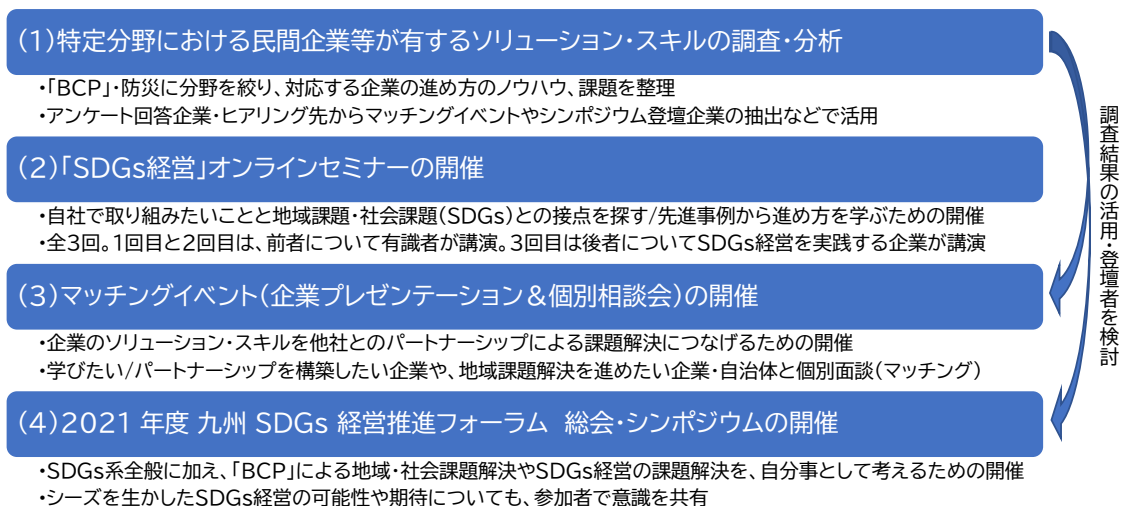 (1)特定分野における民間企業等が有するソリューション・スキルの調査・分析
・「BCP」・防災に分野を絞り、対応する企業の進め方のノウハウ、課題を整理
・アンケート回答企業・ヒアリング先からマッチングイベントやシンポジウム登壇企業の抽出などで活用
(2)「SDGs経営」オンラインセミナーの開催
・自社で取り組みたいことと地域課題・社会課題(SDGs)との接点を探す/先進事例から進め方を学ぶための開催
・全3回。1回目と2回目は、前者について有識者が講演。3回目は後者についてSDGs経営を実践する企業が講演
(3)マッチングイベント(企業プレゼンテーション&個別相談会)の開催
・企業のソリューション・スキルを他社とのパートナーシップによる課題解決につなげるための開催
・学びたい/パートナーシップを構築したい企業や、地域課題解決を進めたい企業・自治体と個別面談(マッチング)
(4)2021 年度 九州 SDGs 経営推進フォーラム 総会・シンポジウムの開催
・SDGs系全般に加え、「BCP」による地域・社会課題解決やSDGs経営の課題解決を、自分事として考えるための開催
・シーズを生かしたSDGs経営の可能性や期待についても、参加者で意識を共有
調査結果の活用・登壇者を検討